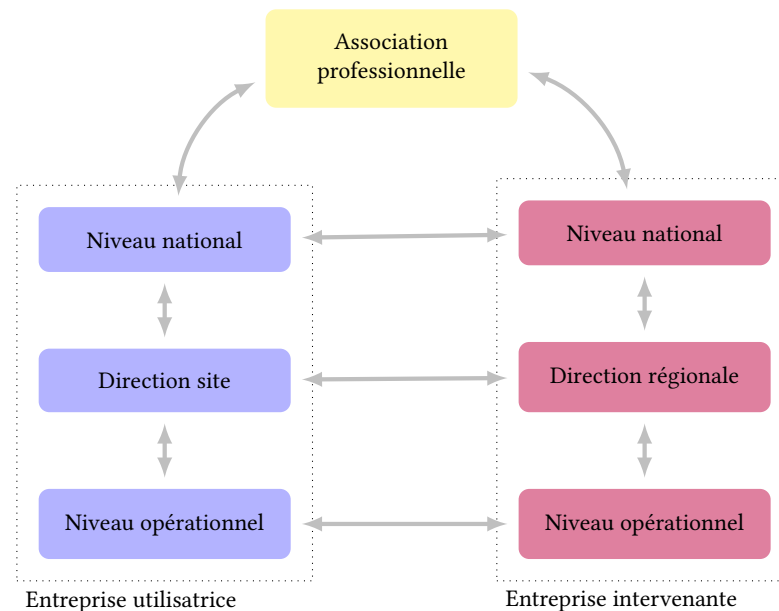 Association
professionnelle
Niveau national
Niveau national
Direction site
Direction régionale
Niveau opérationnel
Niveau opérationnel
Entreprise utilisatrice
Entreprise intervenante